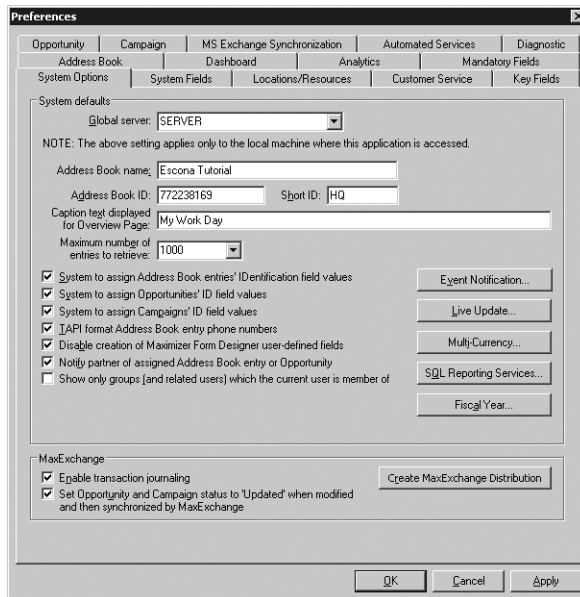 Preferences
Opportunity Campaign MS Exchange Synchronization Automated Services Diagnostic
Address Book Dashboard Analytics Mandatory Fields
System Options System Fields Locations/Resources Customer Service Key Fields
System defaults
Global server: SERVER
NOTE: The above setting applies only to the local machine where this application is accessed.
Address Book name: Escona Tutorial
Address Book ID: 772238169 Short ID: HQ
Caption text displayed
for Overview Page: My Work Day
Maximum number of
entries to retrieve: 1000
System to assign Address Book entries' IDentification field values Event Notification...
System to assign Opportunities' ID field values
System to assign Campaigns' ID field values Live Update...
TAPI format Address Book entry phone numbers
Disable creation of Maximizer Form Designer user-defined fields Multi-Currency...
Notify partner of assigned Address Book entry or Opportunity
Show only groups (and related users) which the current user is member of SQL Reporting Services...
Fiscal Year...
MaxExchange
Enable transaction journaling Create MaxExchange Distribution
Set Opportunity and Campaign status to 'Updated' when modified
and then synchronized by MaxExchange
OK Cancel Apply